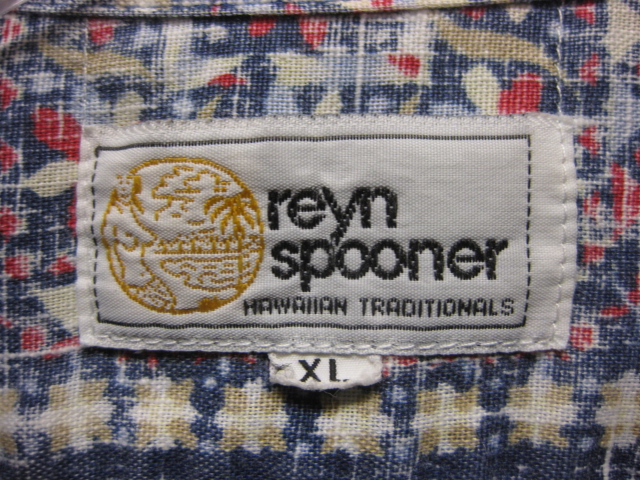 reyn
spooner
HAWAIIAN TRADITIONALS
XL